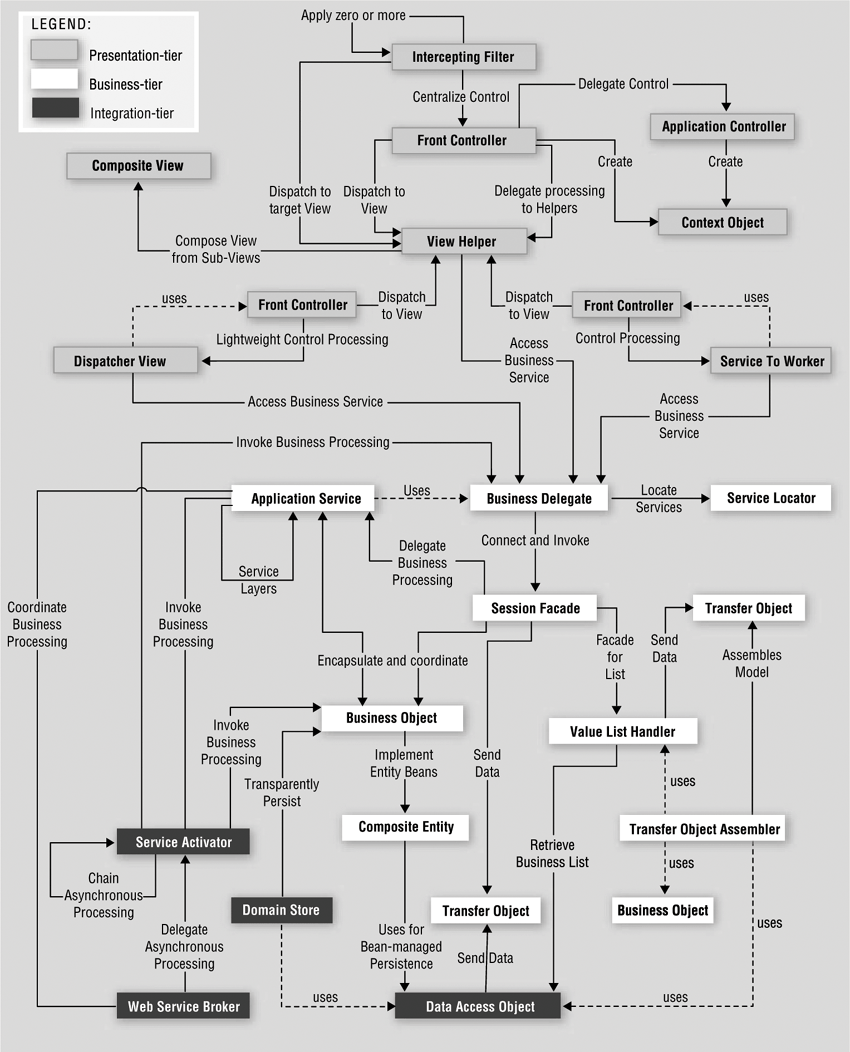 LEGEND:
Presentation-tier
Business-tier
Integration-tier
Apply zero or more
Intercepting Filter
Centralize Control
Delegate Control
Front Controller
Application Controller
Composite View
Create
Create
Dispatch to
target View
Dispatch to
View
Delegate processing
to Helpers
Context Object
Compose View
from Sub-Views
View Helper
uses
Front Controller
Dispatch
to View
Dispatch
to View
Front Controller
uses
Lightweight Control Processing
Control Processing
Dispatcher View
Access
Business
Service
Service To Worker
Access Business Service
Access
Business
Service
Invoke Business Processing
Application Service
Uses
Business Delegate
Locate
Services
Service Locator
Connect and Invoke
Delegate
Business
Processing
Service
Layers
Coordinate
Business
Processing
Invoke
Business
Processing
Session Facade
Transfer Object
Facade
for
List
Send
Data
Assembles
Model
Encapsulate and coordinate
Business Object
Invoke
Business
Processing
Value List Handler
Implement
Entity Beans
Send
Data
Transparently
Persist
uses
Composite Entity
Transfer Object Assembler
Service Activator
Retrieve
Business List
uses
Chain
Asynchronous
Processing
Domain Store
Transfer Object
Business Object
Delegate
Asynchronous
Processing
Uses for
Bean-managed
Persistence
uses
Send Data
Web Service Broker
uses
Data Access Object
uses